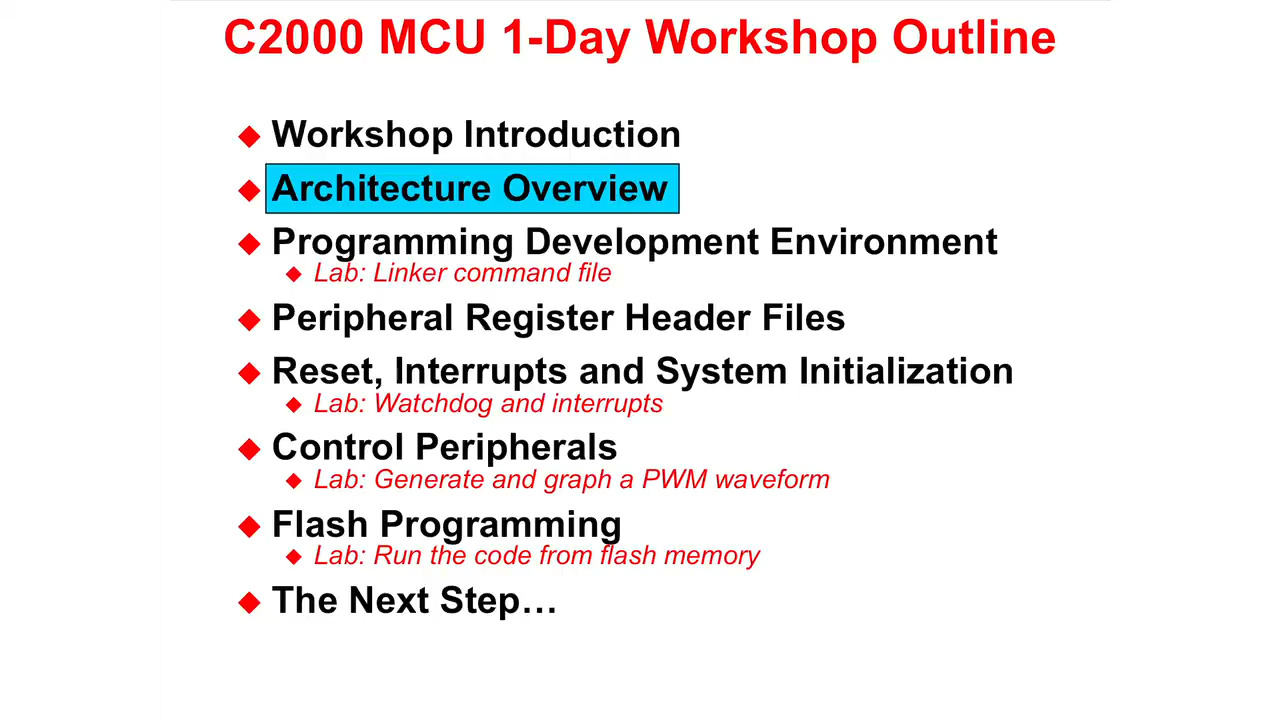 C2000 MCU 1-Day Workshop Outline
Workshop Introduction
Architecture Overview
Programming Development Environment
Lab: Linker command file
Peripheral Register Header Files
Reset, Interrupts and System Initialization
Lab: Watchdog and interrupts
Control Peripherals
Lab: Generate and graph a PWM waveform
Flash Programming
Lab: Run the code from flash memory
The Next Step…